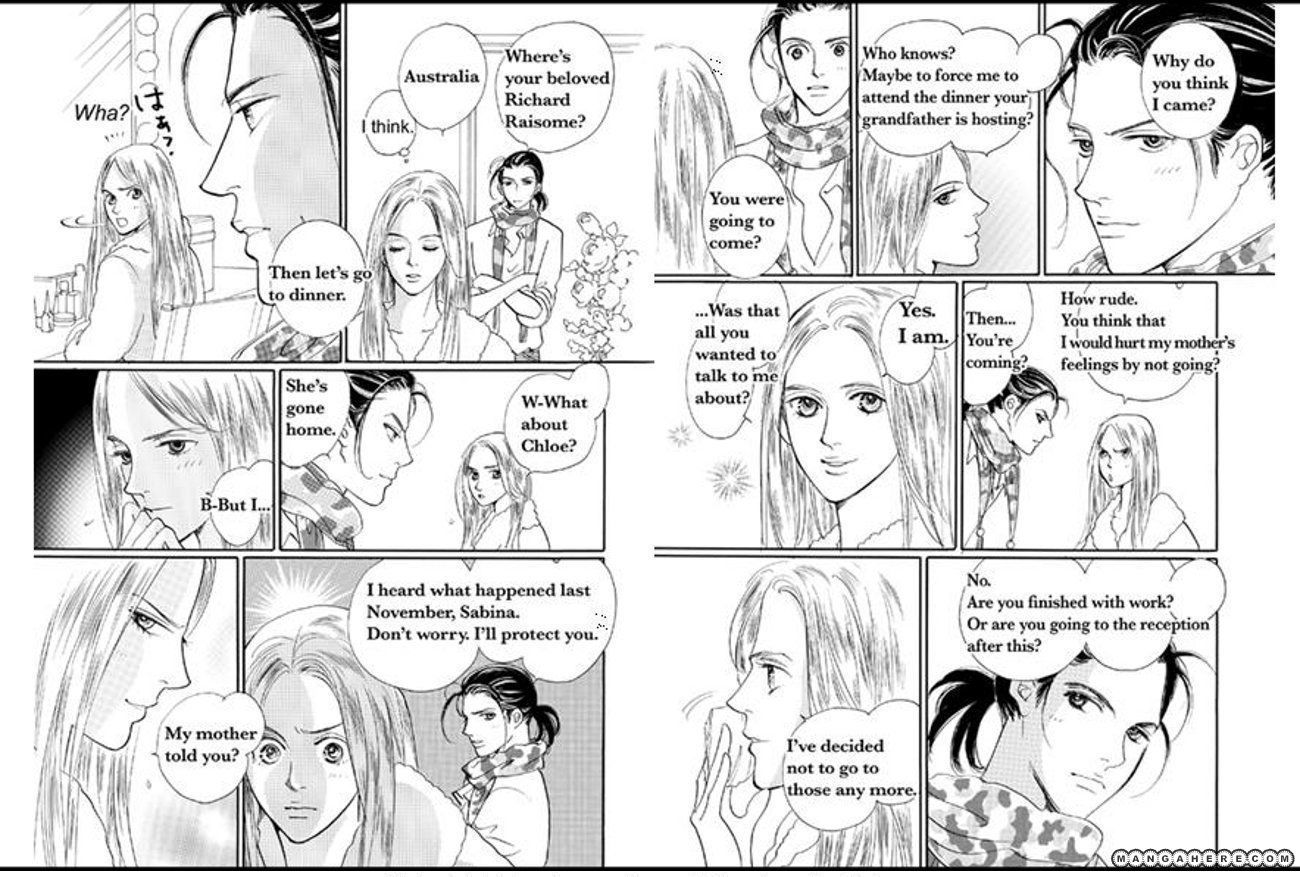 Why do
you think
I came?
Who knows?
Maybe to force me to
attend the dinner your
grandfather is hosting?
You were
going to
come?
How rude.
You think that
I would hurt my mother's
feelings by not going?
Then...
You're
coming?
Yes.
I am.
...Was that
all you
wanted to
talk to me
about?
No.
Are you finished with work?
Or are you going to the reception
after this?
I've decided
not to go to
those any more.
Where's
your beloved
Richard
Raisome?
Australia
I think.
Then let's go
to dinner.
Wha?
はぁっ?
W-What
about
Chloe?
She's
gone
home.
B-But I...
I heard what happened last
November, Sabina.
Don't worry. I'll protect you.
My mother
told you?
MANGAHERE.COM